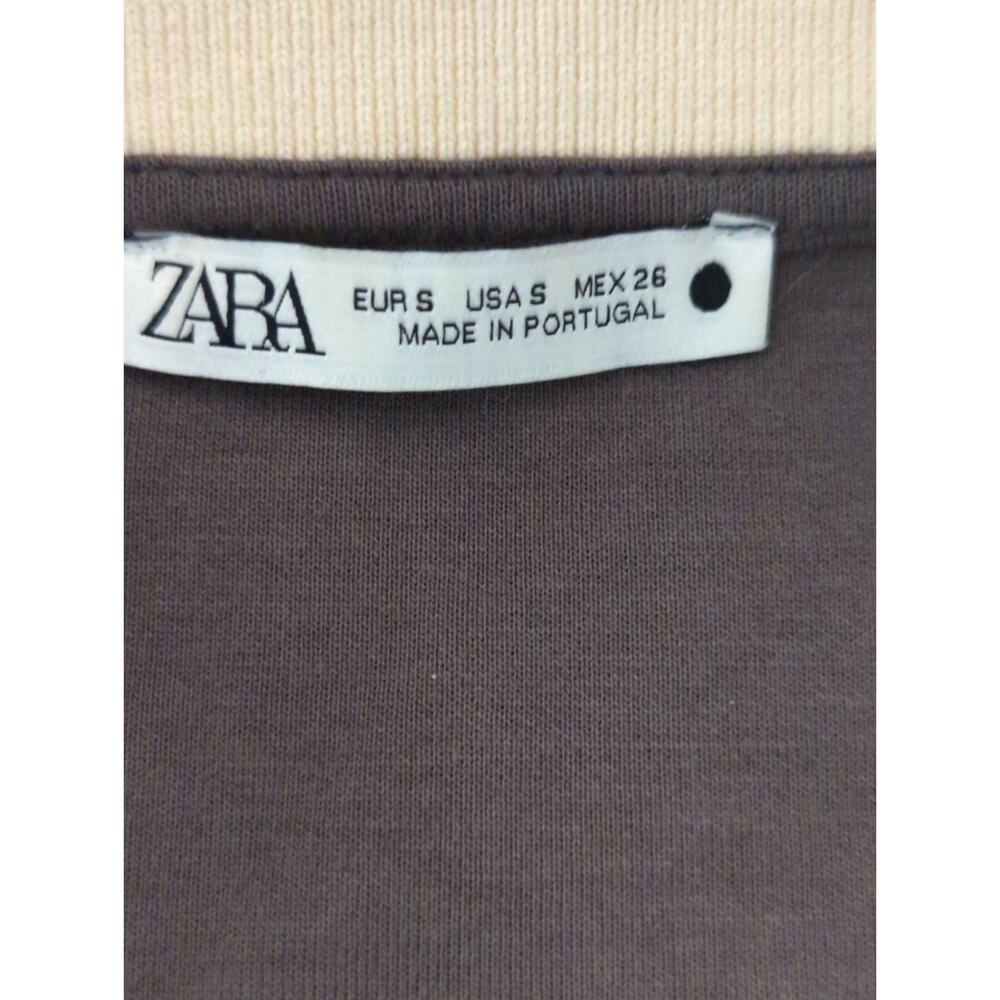 ZARA
EUR S USA S MEX 26
MADE IN PORTUGAL